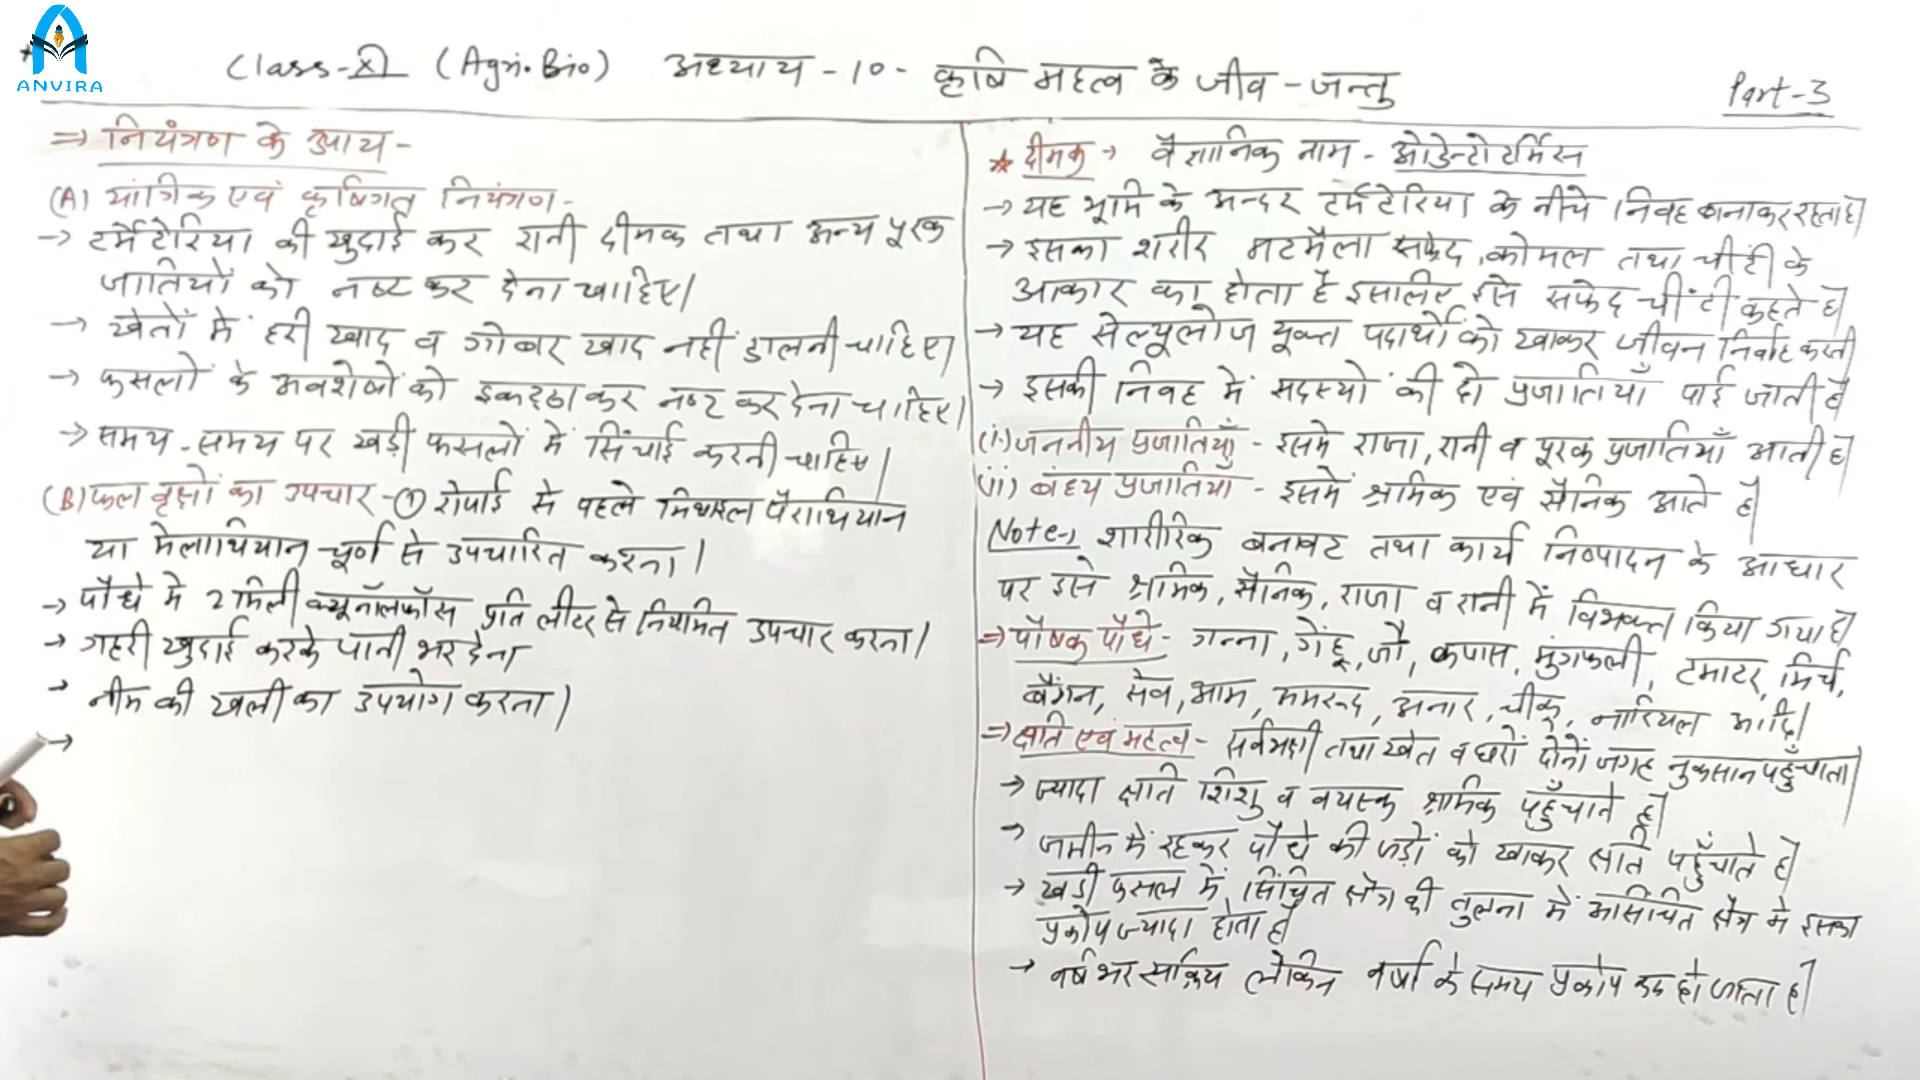 ANVIRA
Class-XI (Agri. Bio) अध्याय - 10 - कृषि महत्व के जीव - जन्तु
Part-3
⇒ नियंत्रण के उपाय -
(A) यांत्रिक एवं कृषिगत नियंत्रण -
→ टर्मेटेरिया की खुदाई कर रानी दीमक तथा अन्य पूरक
जातियों को नष्ट कर देना चाहिए।
→ खेतों में हरी खाद व गोबर खाद नहीं डालनी चाहिए।
→ फसलों के अवशेषों को इकट्ठा कर नष्ट कर देना चाहिए।
→ समय-समय पर खड़ी फसलों में सिंचाई करनी चाहिए।
(B) फल वृक्षों का उपचार - ① रोपाई से पहले मिथाइल पैराथियान
या मेलाथियान चूर्ण से उपचारित करना।
→ पौधे मे 2 मिली क्यूनॉलफॉस प्रति लीटर से नियमित उपचार करना।
→ गहरी खुदाई करके पानी भर देना
→ नीम की खली का उपयोग करना।
→
★ दीमक → वैज्ञानिक नाम - ओडेन्टोटर्मिस
→ यह भूमि के अन्दर टर्मेटेरिया के नीचे निवह बनाकर रहता है
→ इसका शरीर मटमैला सफेद, कोमल तथा चींटी के
आकार का होता है इसलिए इसे सफेद चींटी कहते है।
→ यह सेल्यूलोज युक्त पदार्थों को खाकर जीवन निर्वाह करती
→ इसकी निवह में सदस्यों की दो प्रजातियाँ पाई जाती है
(i) जननीय प्रजातियाँ - इसमे राजा, रानी व पूरक प्रजातियाँ आती है
(ii) बंध्य प्रजातियाँ - इसमें श्रमिक एवं सैनिक आते है।
Note→ शारीरिक बनावट तथा कार्य निष्पादन के आधार
पर इसे श्रमिक, सैनिक, राजा व रानी में विभक्त किया गया है
⇒ पौषक पौधे - गन्ना, गेंहू, जौ, कपास, मुंगफली, टमाटर, मिर्च,
बैंगन, सेव, आम, अमरूद, अनार, चीकू, नारियल आदि।
⇒ क्षति एवं महत्व - सर्वभक्षी तथा खेत व घरों दोनों जगह नुकसान पहुँचाता
→ ज्यादा क्षति शिशु व वयस्क श्रमिक पहुँचाते है।
→ जमीन में रहकर पौधे की जड़ों को खाकर क्षति पहुँचाते है।
→ खड़ी फसल में सिंचित क्षैत्र की तुलना में असिंचित क्षैत्र मे इसका
प्रकोप ज्यादा होता है।
→ वर्षभर सक्रिय लेकिन वर्षा के समय प्रकोप कम हो जाता है।